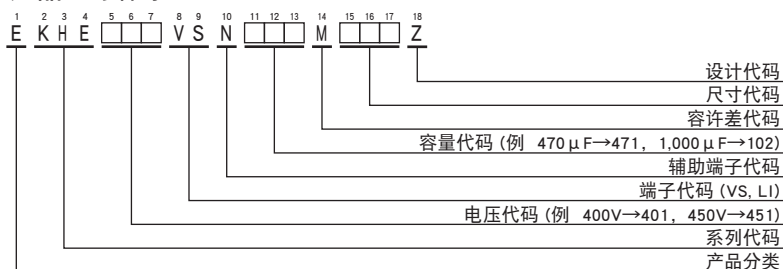 1 2 3 4 5 6 7 8 9 10 11 12 13 14 15 16 17 18
E K H E □□□ V S N □□□ M □□□ Z
设计代码
尺寸代码
容许差代码
容量代码 (例 470μF→471, 1,000μF→102)
辅助端子代码
端子代码 (VS, LI)
电压代码 (例 400V→401, 450V→451)
系列代码
产品分类